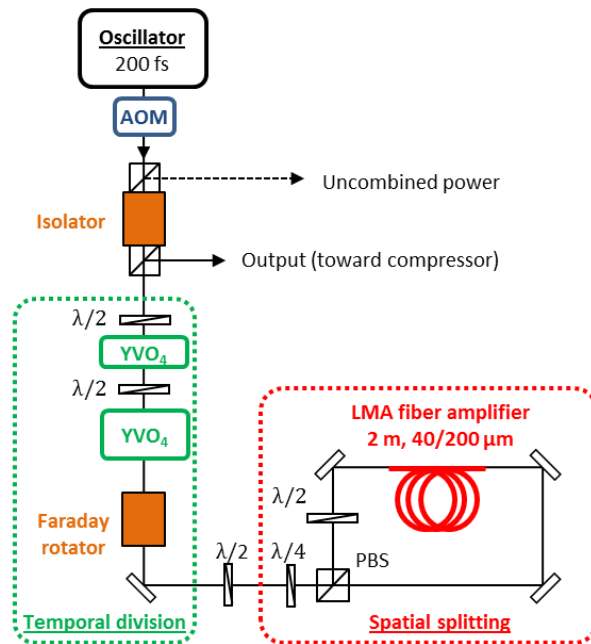 Oscillator
200 fs
AOM
Uncombined power
Isolator
Output (toward compressor)
λ/2
YVO₄
λ/2
YVO₄
LMA fiber amplifier
2 m, 40/200 µm
λ/2
Faraday
rotator
λ/2
λ/4
PBS
Temporal division
Spatial splitting